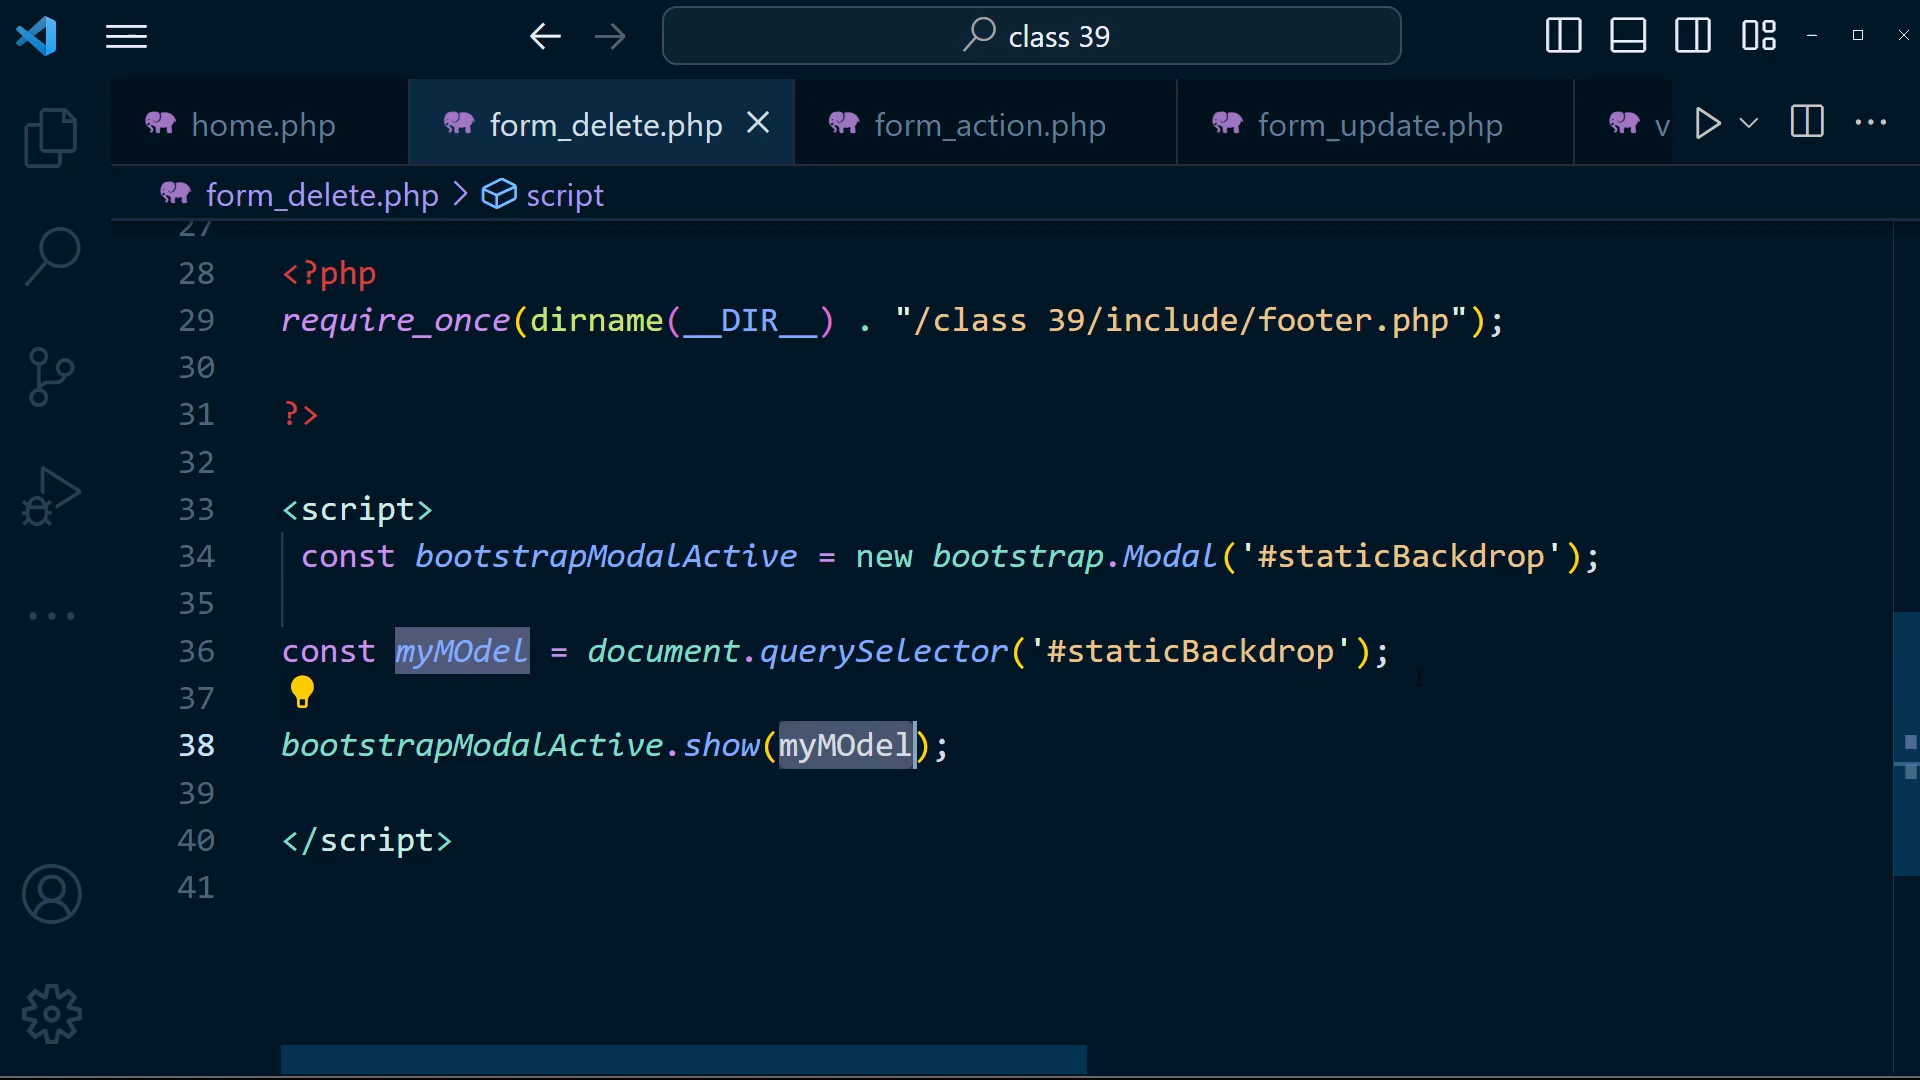 class 39
home.php form_delete.php form_action.php form_update.php v
form_delete.php > script
27
28 <?php
29 require_once(dirname(__DIR__) . "/class 39/include/footer.php");
30
31 ?>
32
33 <script>
34 const bootstrapModalActive = new bootstrap.Modal('#staticBackdrop');
35
36 const myMOdel = document.querySelector('#staticBackdrop');
37
38 bootstrapModalActive.show(myMOdel);
39
40 </script>
41